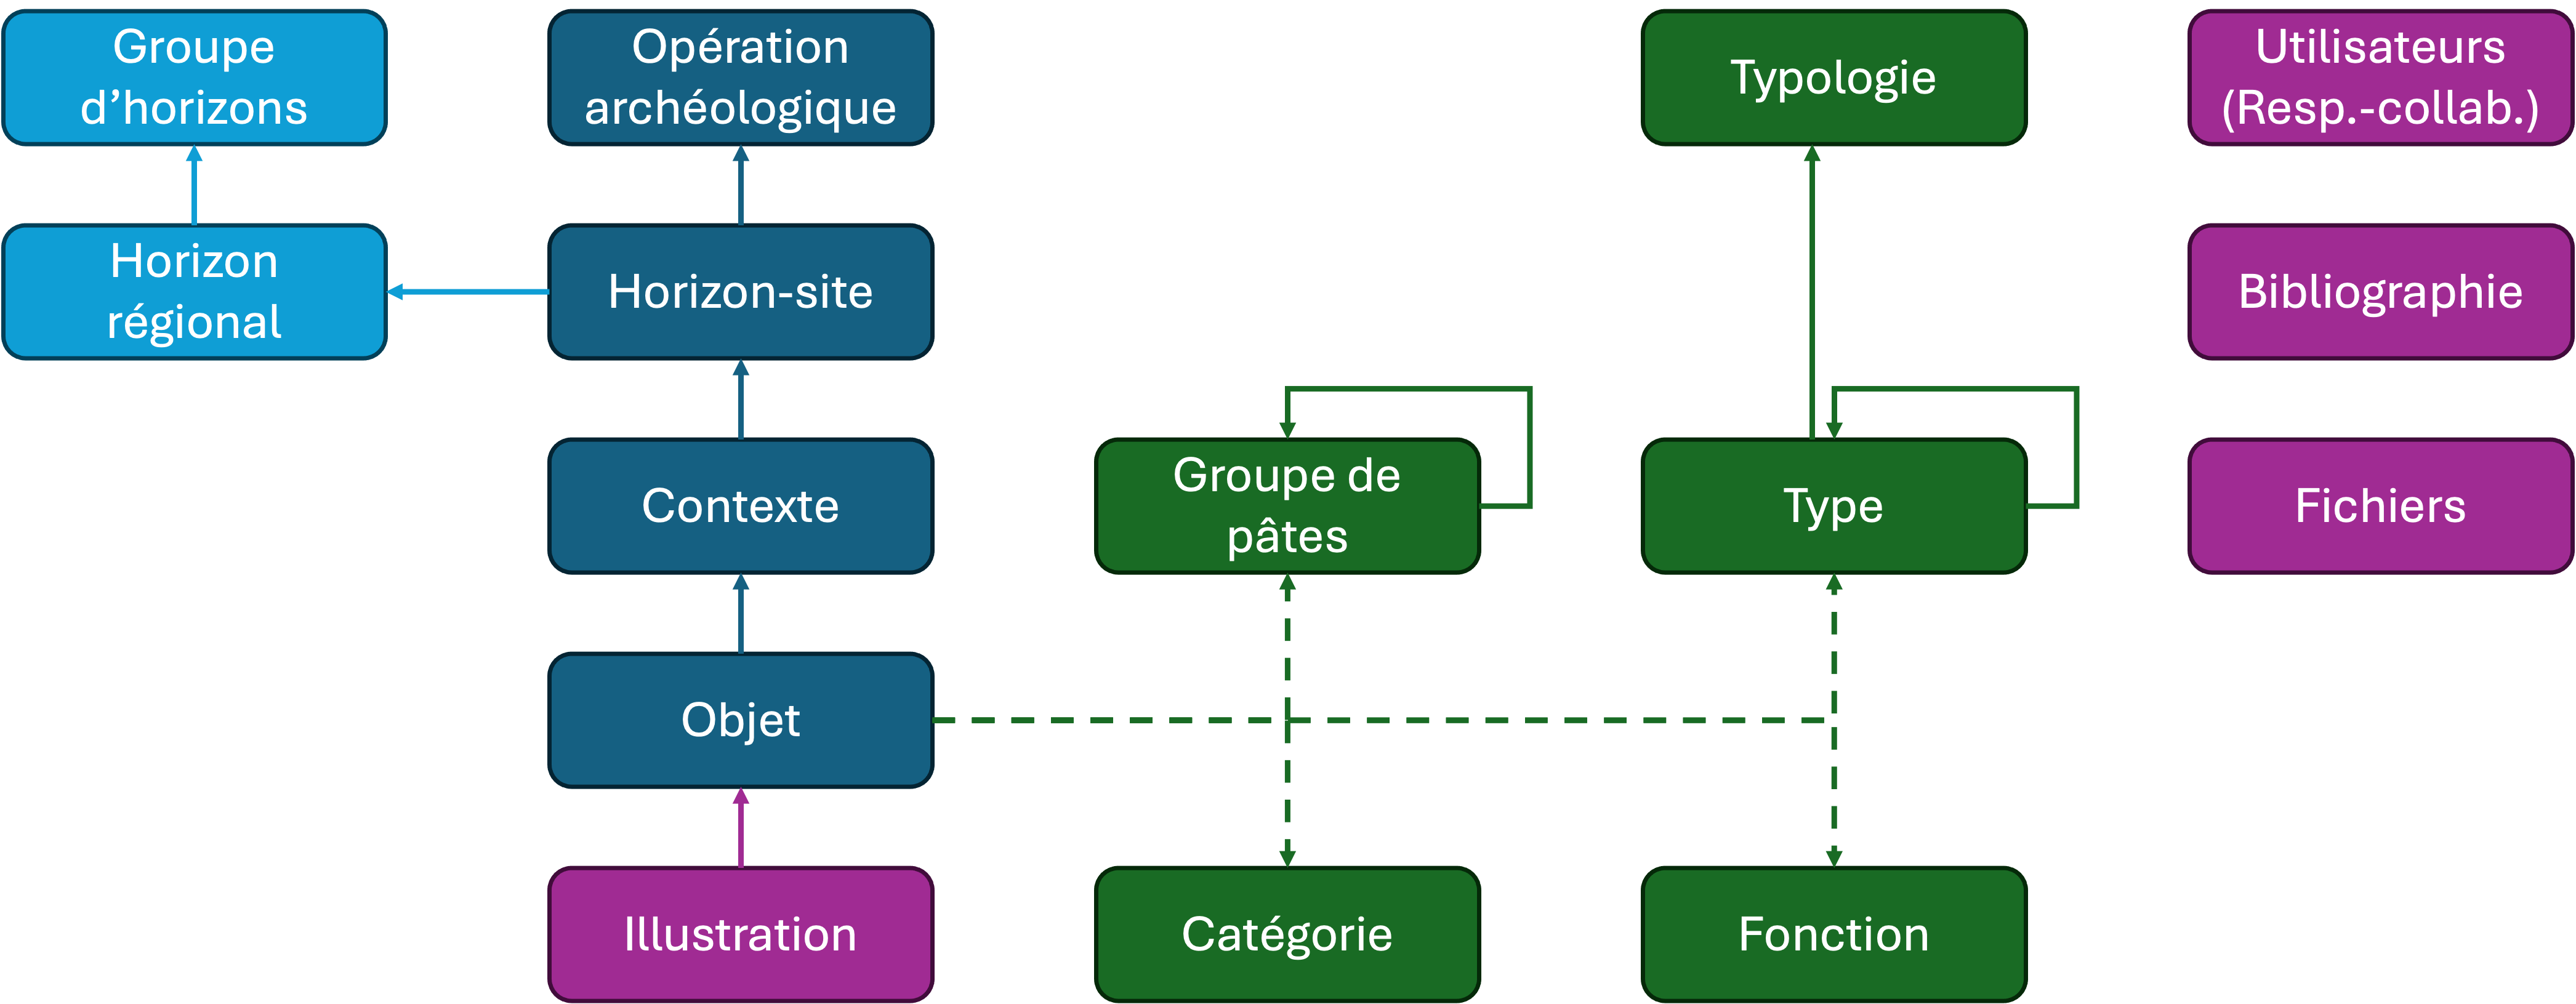 Groupe
d’horizons
Opération
archéologique
Typologie
Utilisateurs
(Resp.-collab.)
Horizon
régional
Horizon-site
Bibliographie
Contexte
Groupe de
pâtes
Type
Fichiers
Objet
Illustration
Catégorie
Fonction